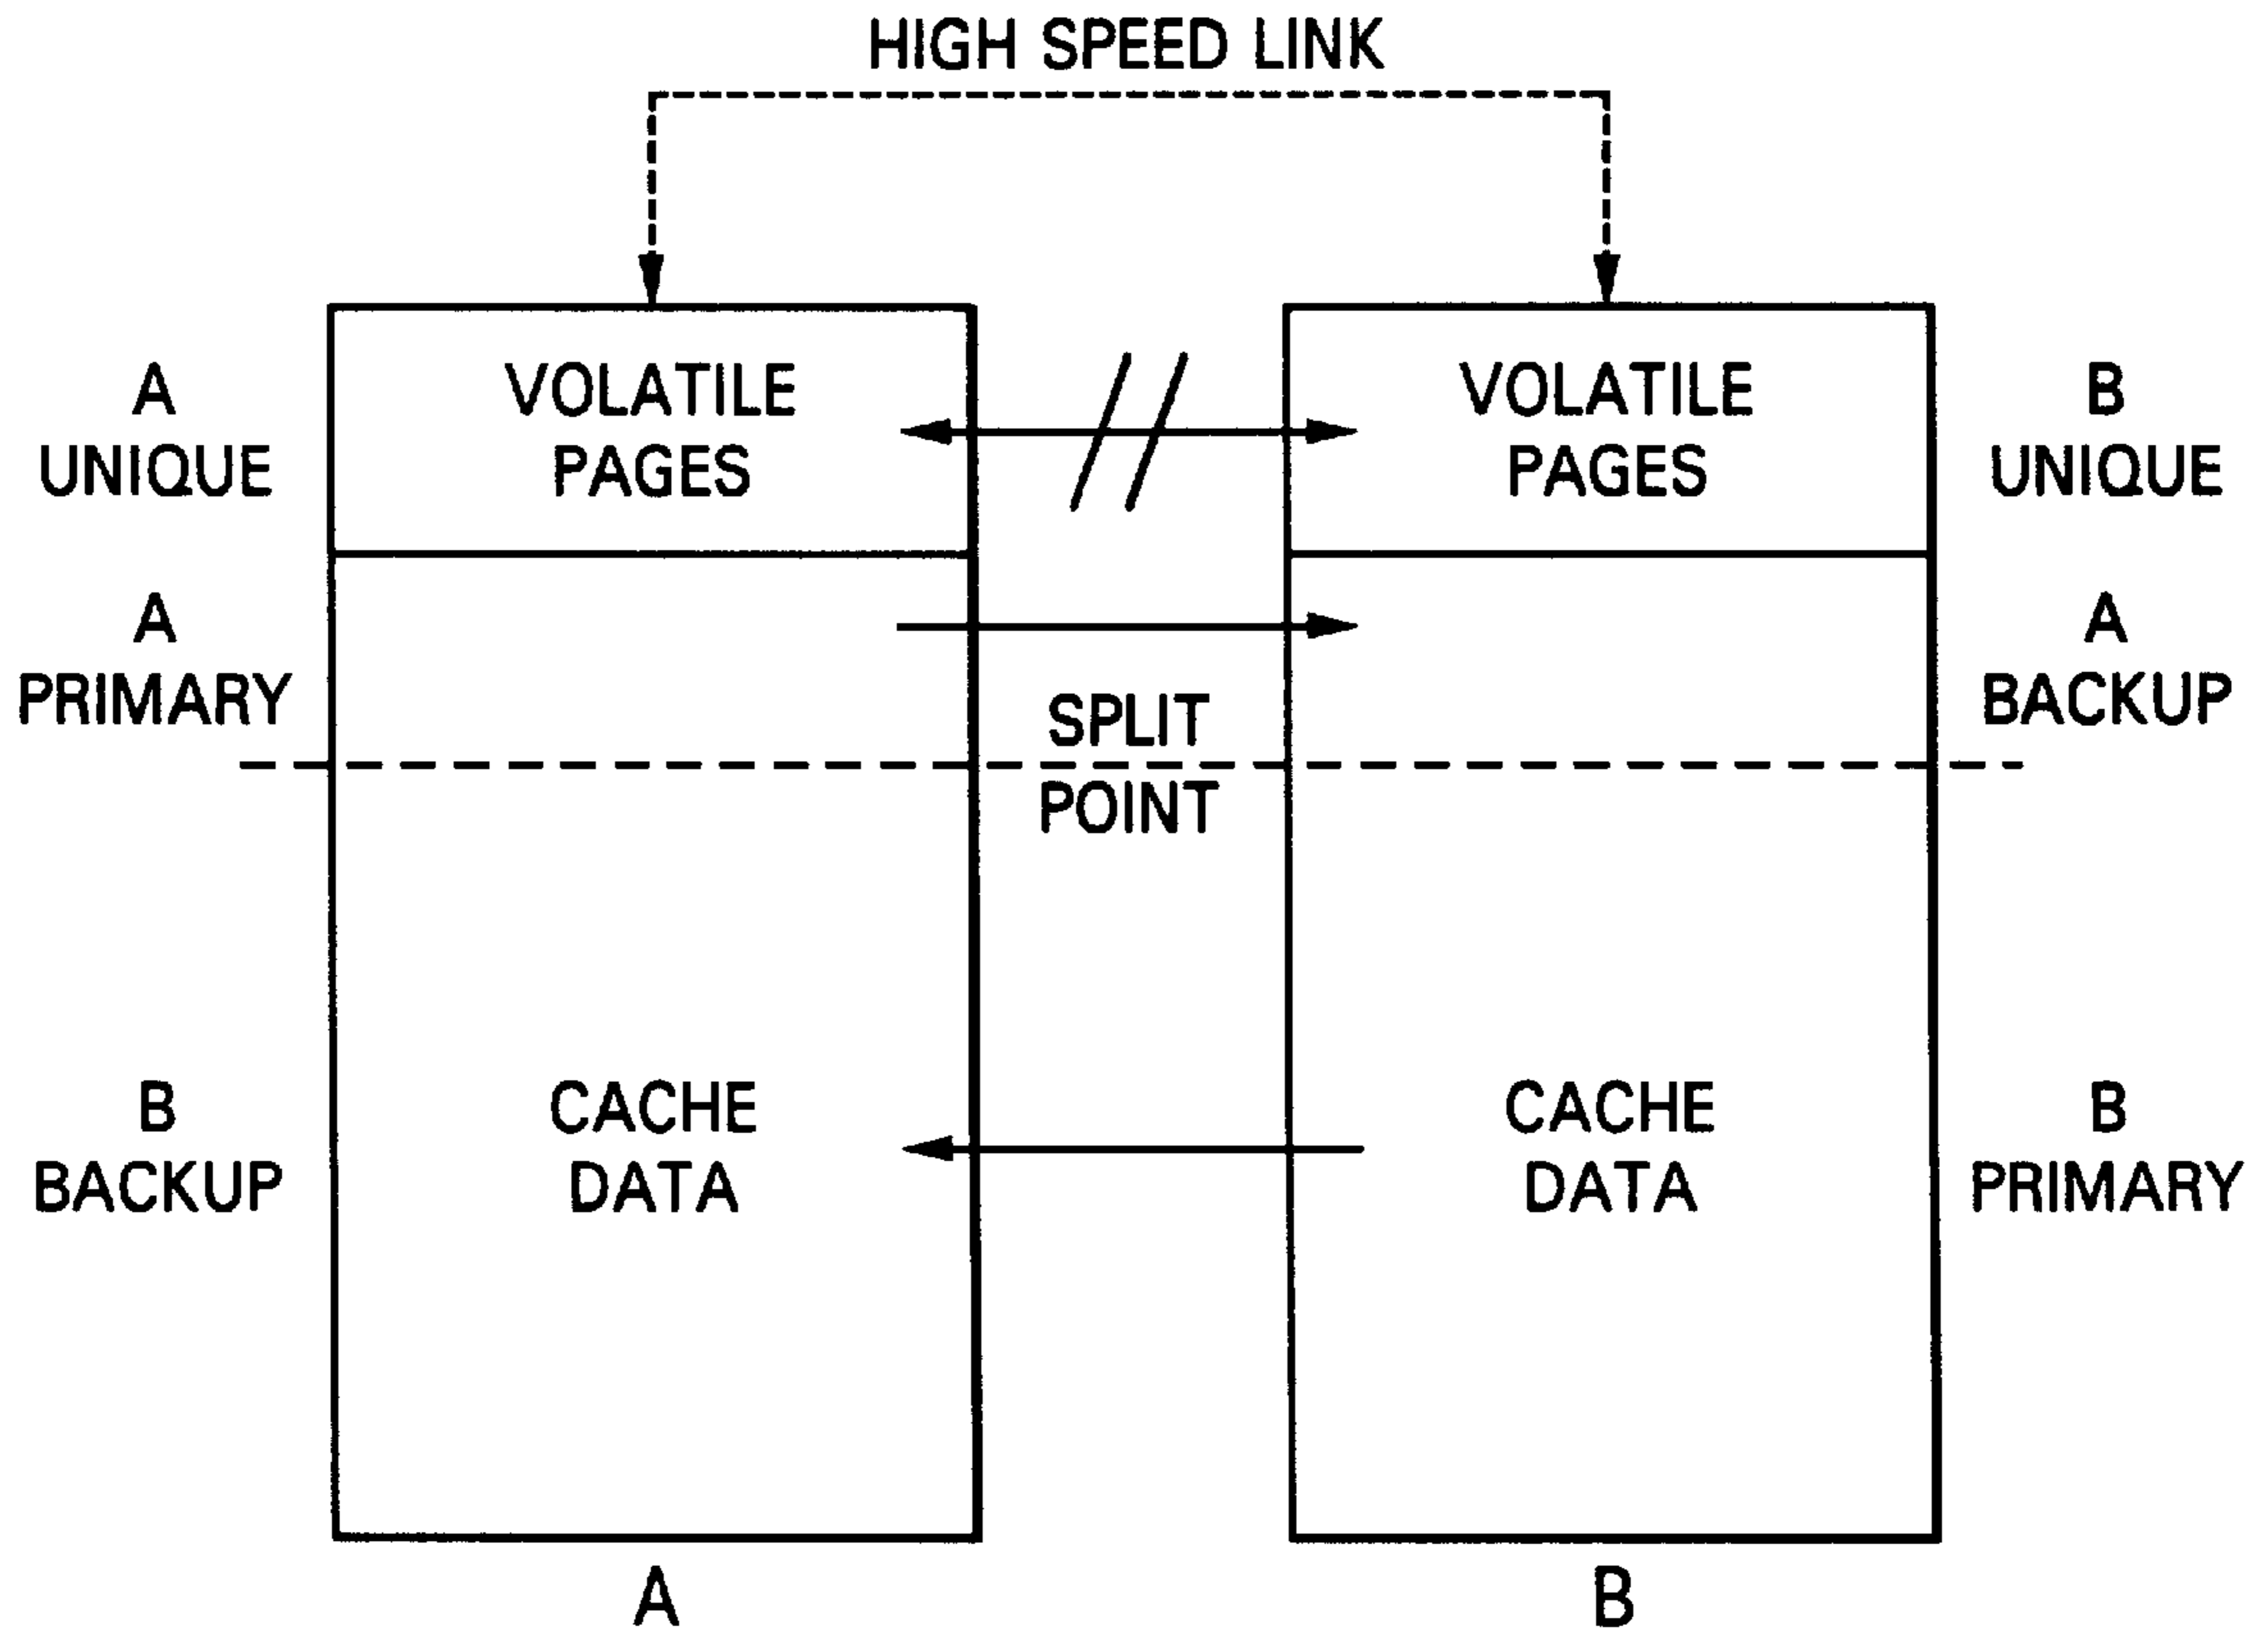 HIGH SPEED LINK
A
UNIQUE
VOLATILE
PAGES
VOLATILE
PAGES
B
UNIQUE
A
PRIMARY
SPLIT
POINT
A
BACKUP
B
BACKUP
CACHE
DATA
CACHE
DATA
B
PRIMARY
A
B